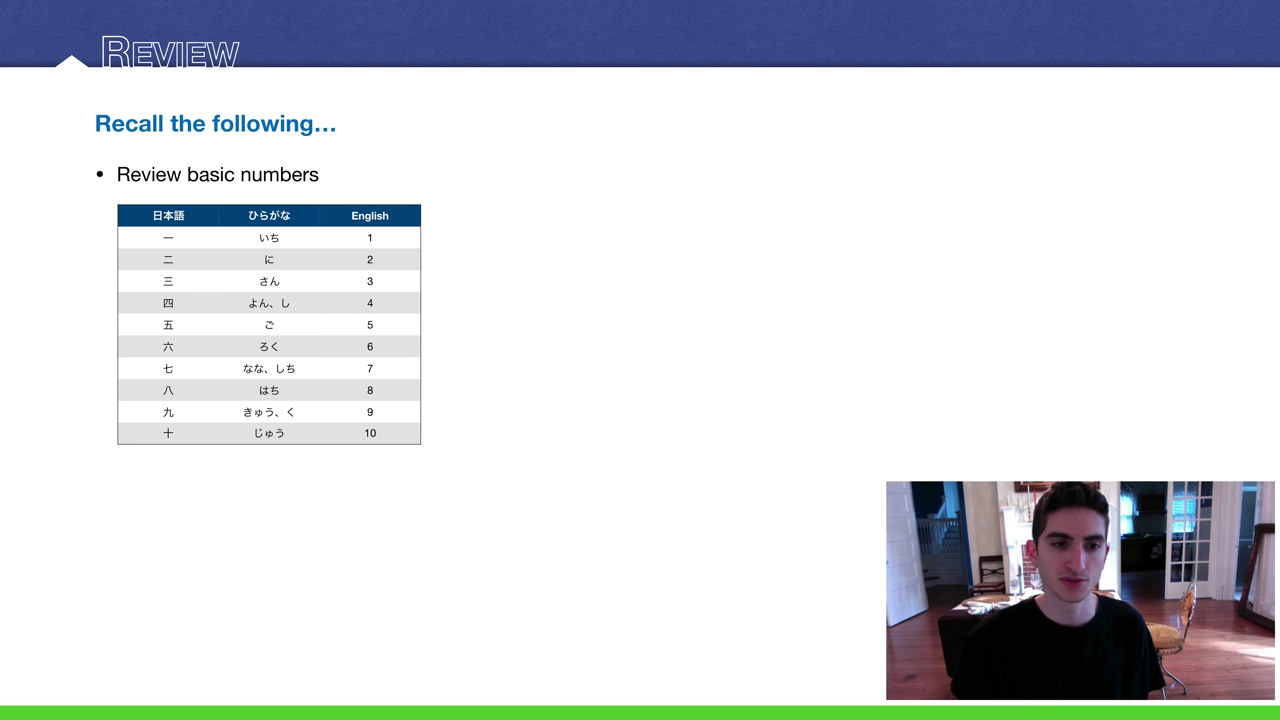 REVIEW
Recall the following…
• Review basic numbers
日本語 ひらがな English
一 いち 1
二 に 2
三 さん 3
四 よん、し 4
五 ご 5
六 ろく 6
七 なな、しち 7
八 はち 8
九 きゅう、く 9
十 じゅう 10